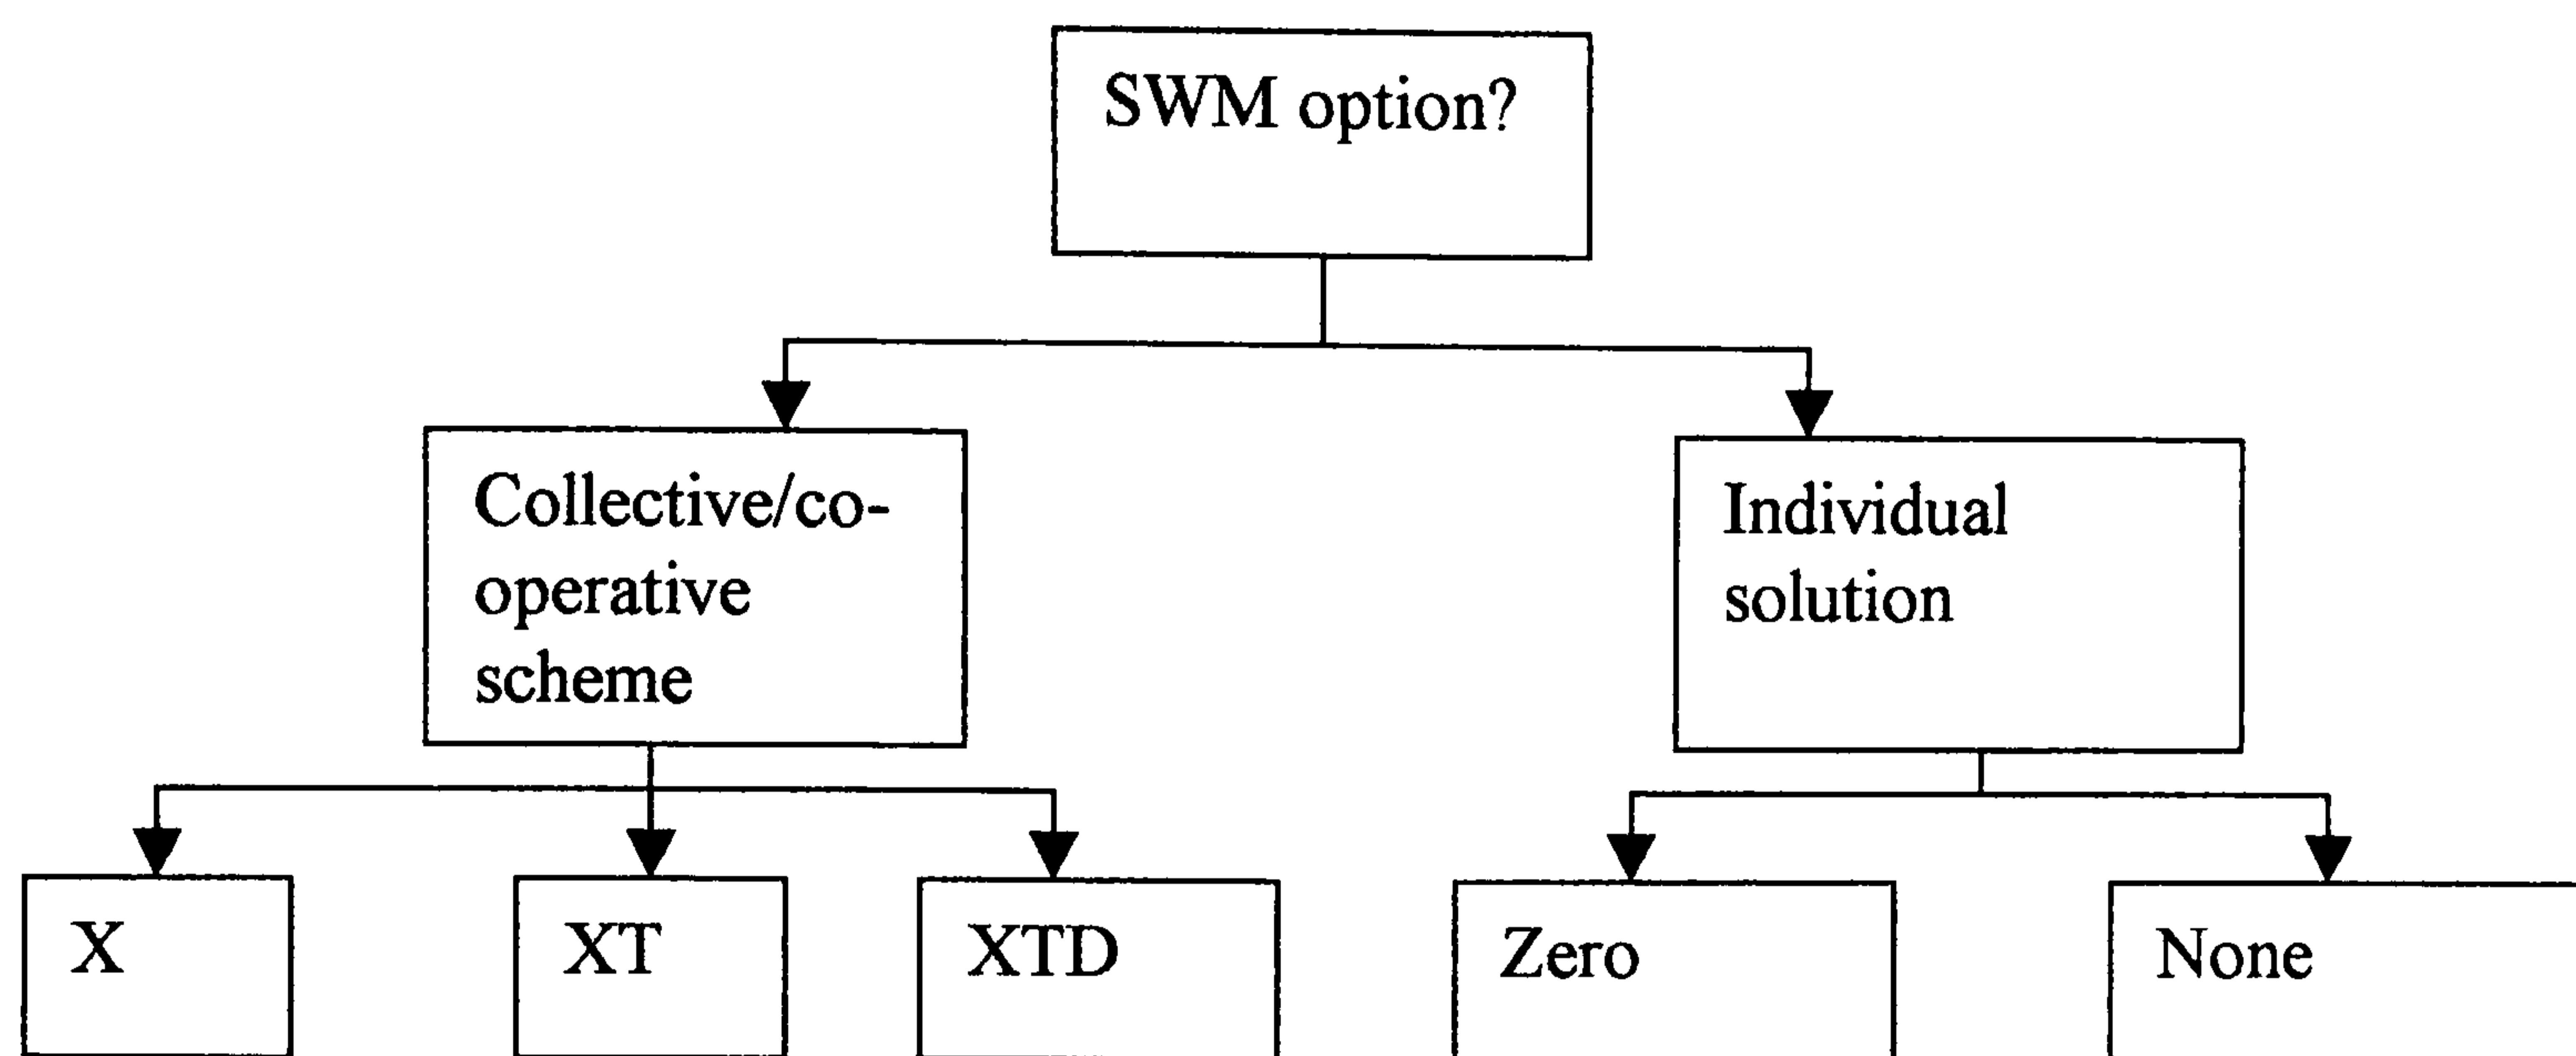 SWM option?
Collective/co-
operative
scheme
Individual
solution
X
XT
XTD
Zero
None